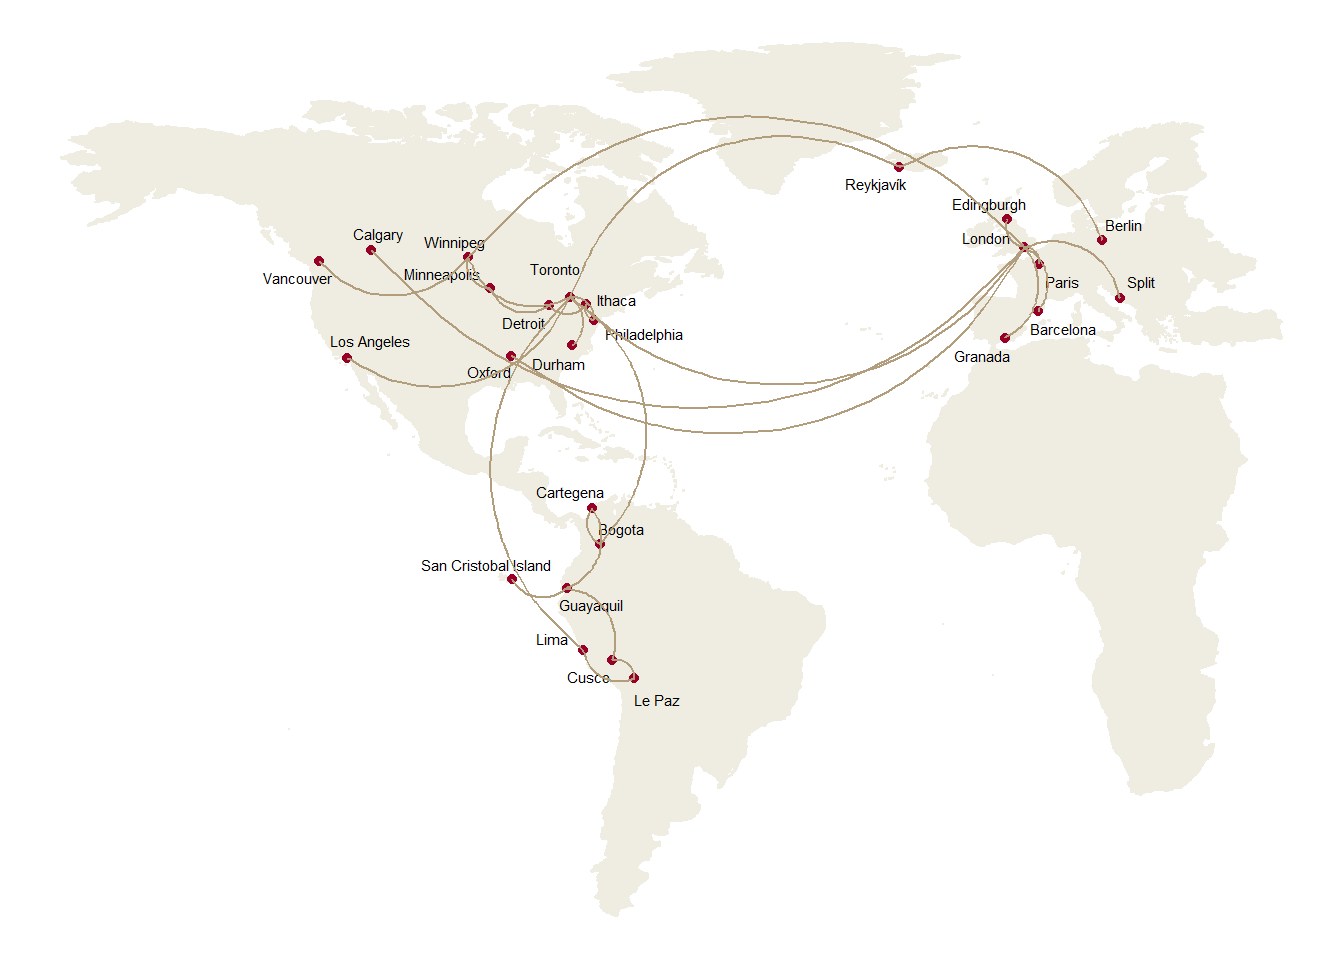 Reykjavík
Edingburgh
Berlin
London
Calgary
Winnipeg
Vancouver
Minneapolis
Toronto
Paris
Split
Ithaca
Detroit
Philadelphia
Barcelona
Los Angeles
Granada
Oxford
Durham
Cartegena
Bogota
San Cristobal Island
Guayaquil
Lima
Cusco
Le Paz